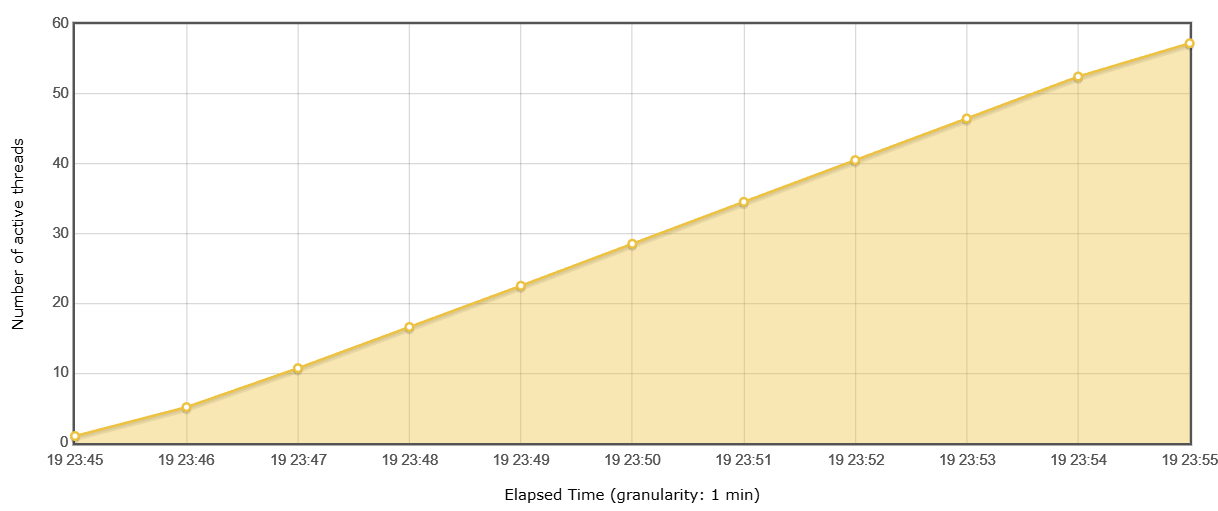 60
50
40
30
20
10
0
Number of active threads
19 23:45 19 23:46 19 23:47 19 23:48 19 23:49 19 23:50 19 23:51 19 23:52 19 23:53 19 23:54 19 23:55
Elapsed Time (granularity: 1 min)